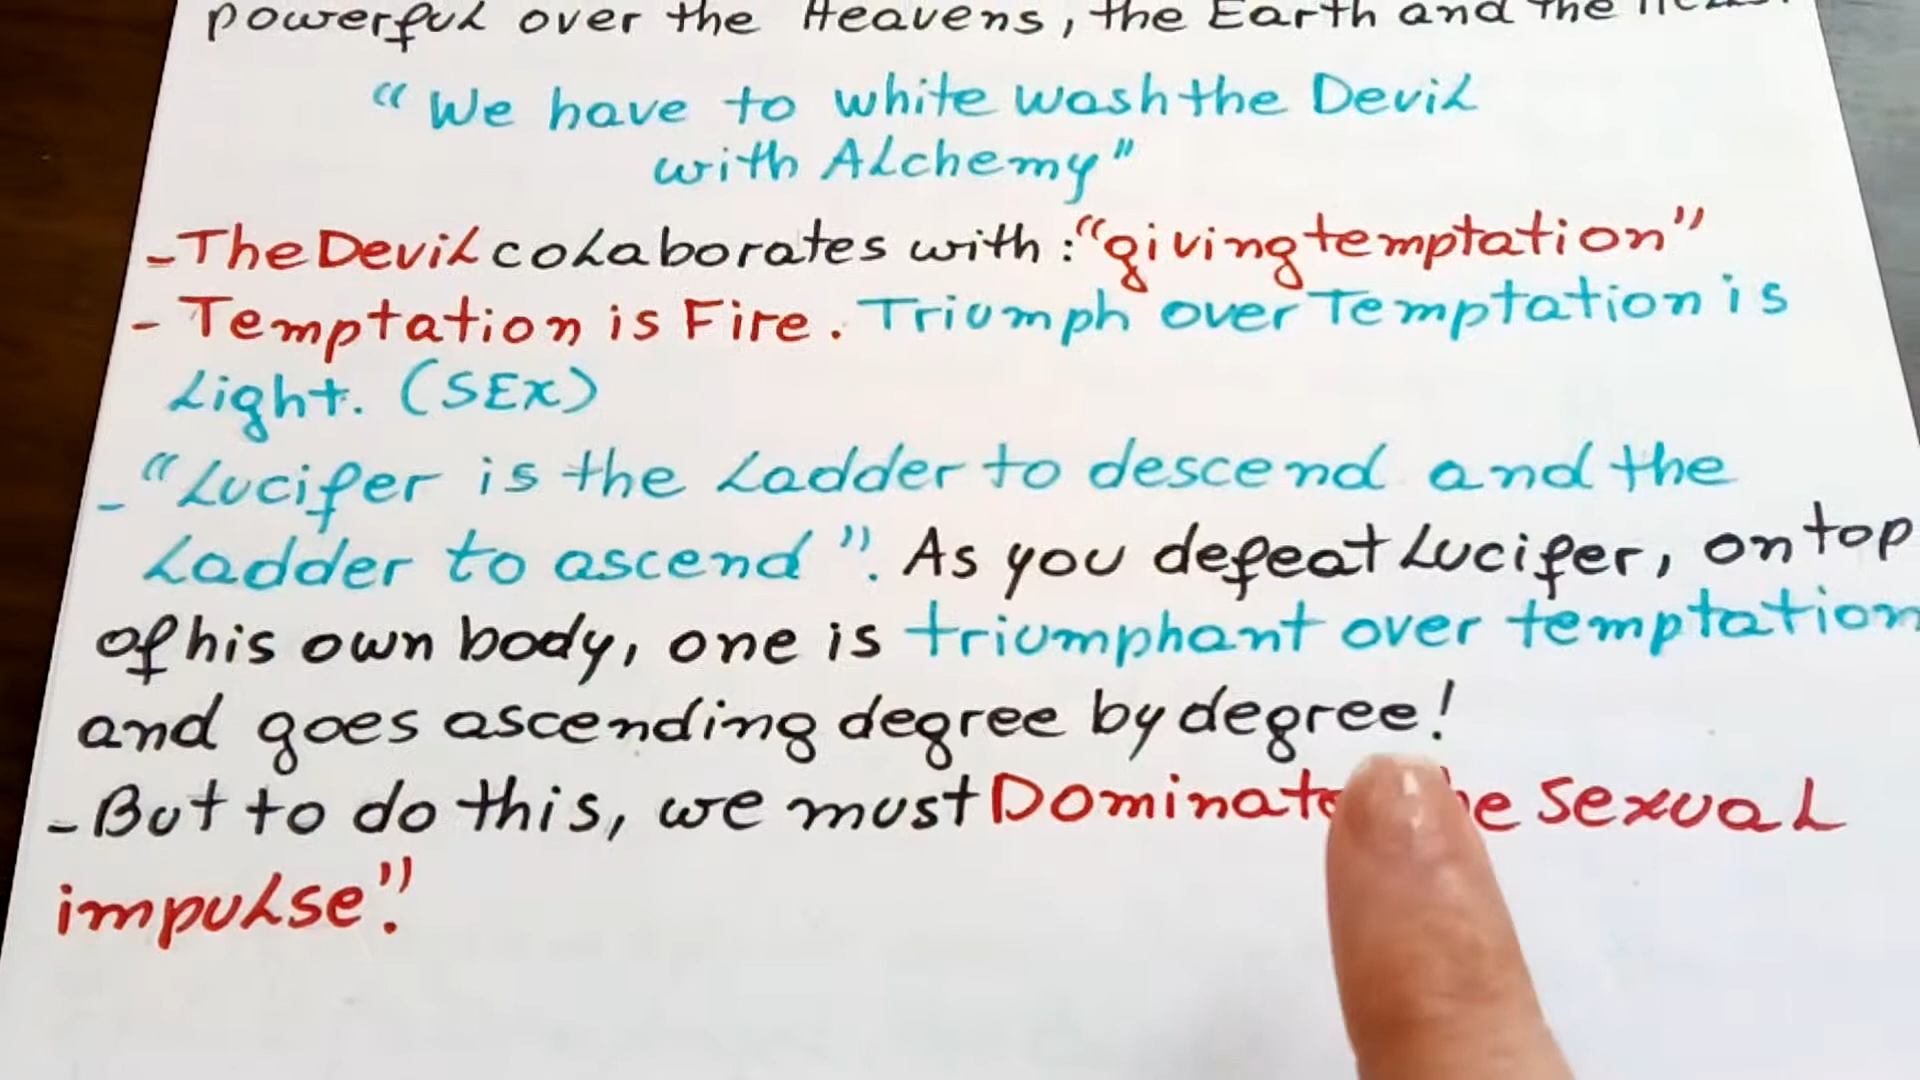 powerful over the Heavens, the Earth and the
"We have to white wash the Devil
with Alchemy"
- The Devil colaborates with: "giving temptation"
- Temptation is Fire. Triumph over Temptation is
Light. (SEx)
- "Lucifer is the Ladder to descend and the
Ladder to ascend". As you defeat Lucifer, on top
of his own body, one is triumphant over temptation
and goes ascending degree by degree!
- But to do this, we must Dominate the Sexual
impulse".